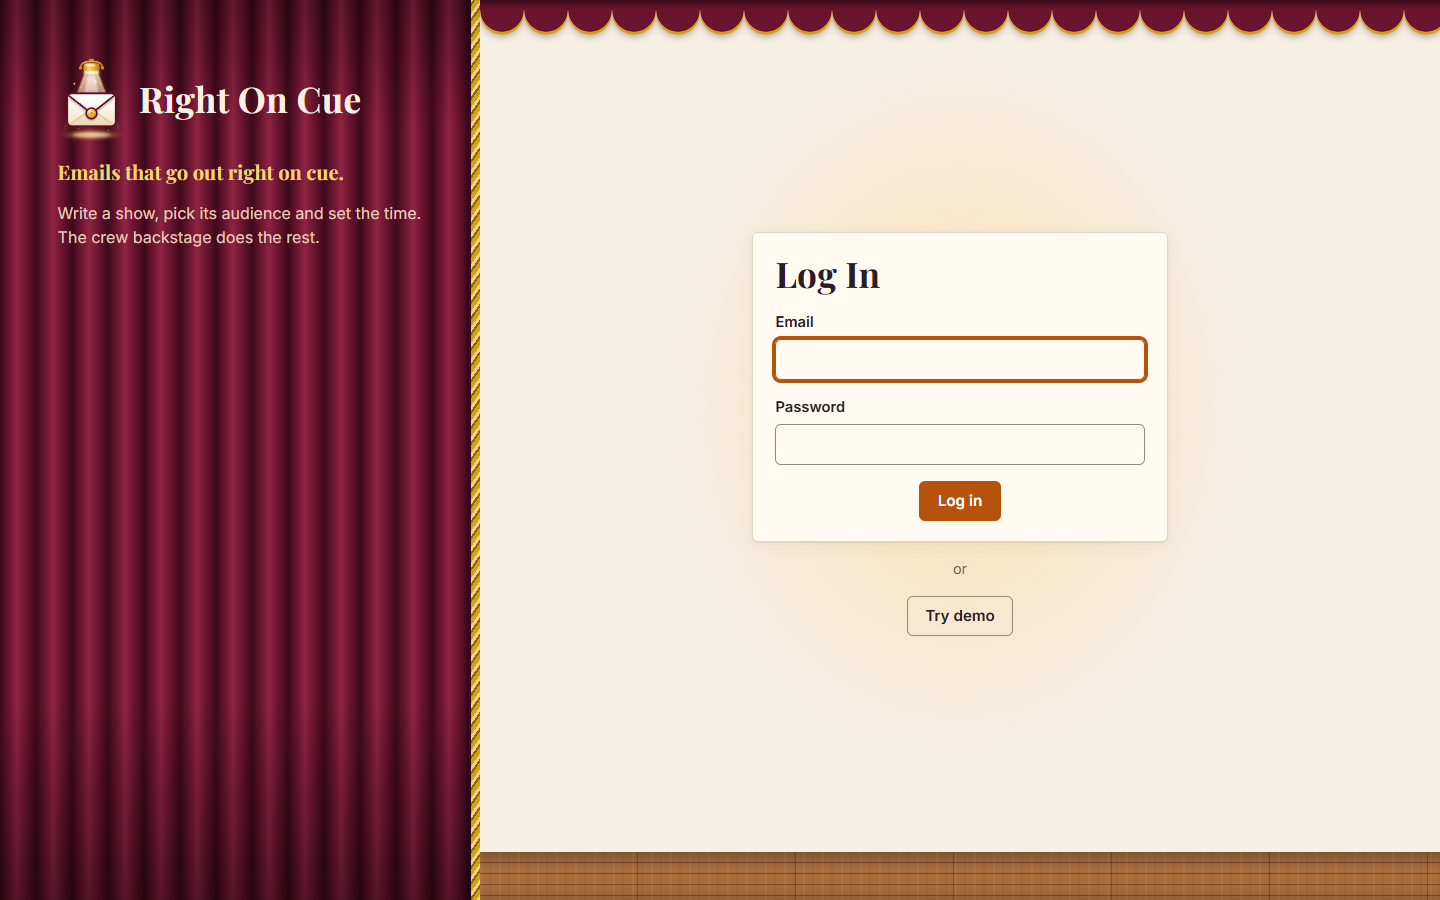 Right On Cue
Emails that go out right on cue.
Write a show, pick its audience and set the time.
The crew backstage does the rest.
Log In
Email
Password
Log in
or
Try demo